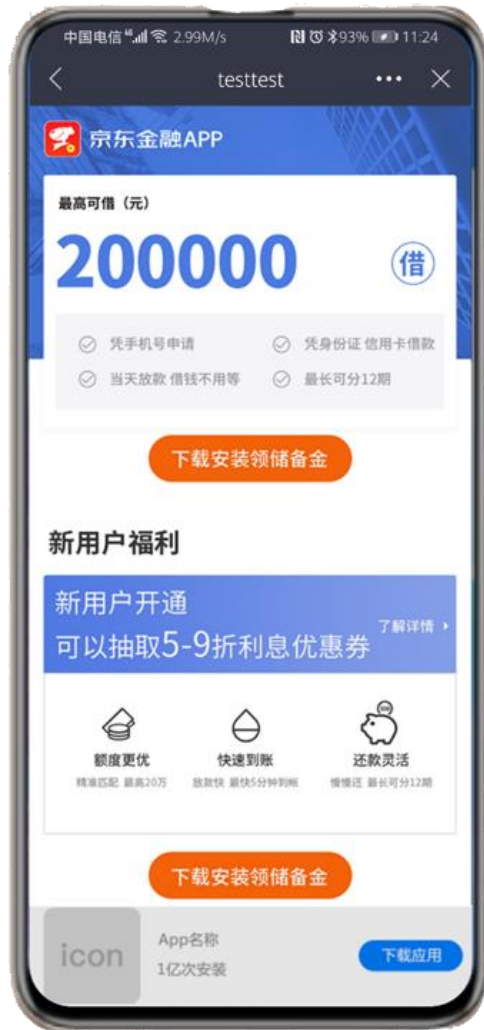 中国电信 4G 2.99M/s 93% 11:24
testtest
京东金融APP
最高可借（元）
200000 借
凭手机号申请 凭身份证 信用卡借款
当天放款 借钱不用等 最长可分12期
下载安装领储备金
新用户福利
新用户开通
可以抽取5-9折利息优惠券 了解详情
额度更优 快速到账 还款灵活
精准匹配 最高20万 放款快 最快5分钟到帐 慢慢还 最长可分12期
下载安装领储备金
icon
App名称
1亿次安装
下载应用